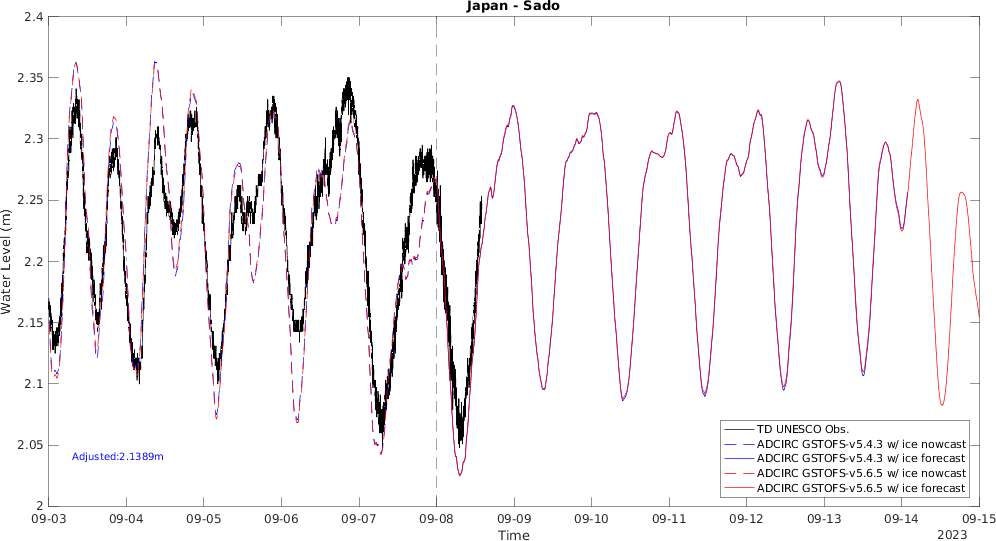 Japan - Sado
2.4
2.35
2.3
2.25
2.2
2.15
2.1
2.05
2
Water Level (m)
Adjusted:2.1389m
TD UNESCO Obs.
ADCIRC GSTOFS-v5.4.3 w/ ice nowcast
ADCIRC GSTOFS-v5.4.3 w/ ice forecast
ADCIRC GSTOFS-v5.6.5 w/ ice nowcast
ADCIRC GSTOFS-v5.6.5 w/ ice forecast
09-03 09-04 09-05 09-06 09-07 09-08 09-09 09-10 09-11 09-12 09-13 09-14 09-15
Time
2023